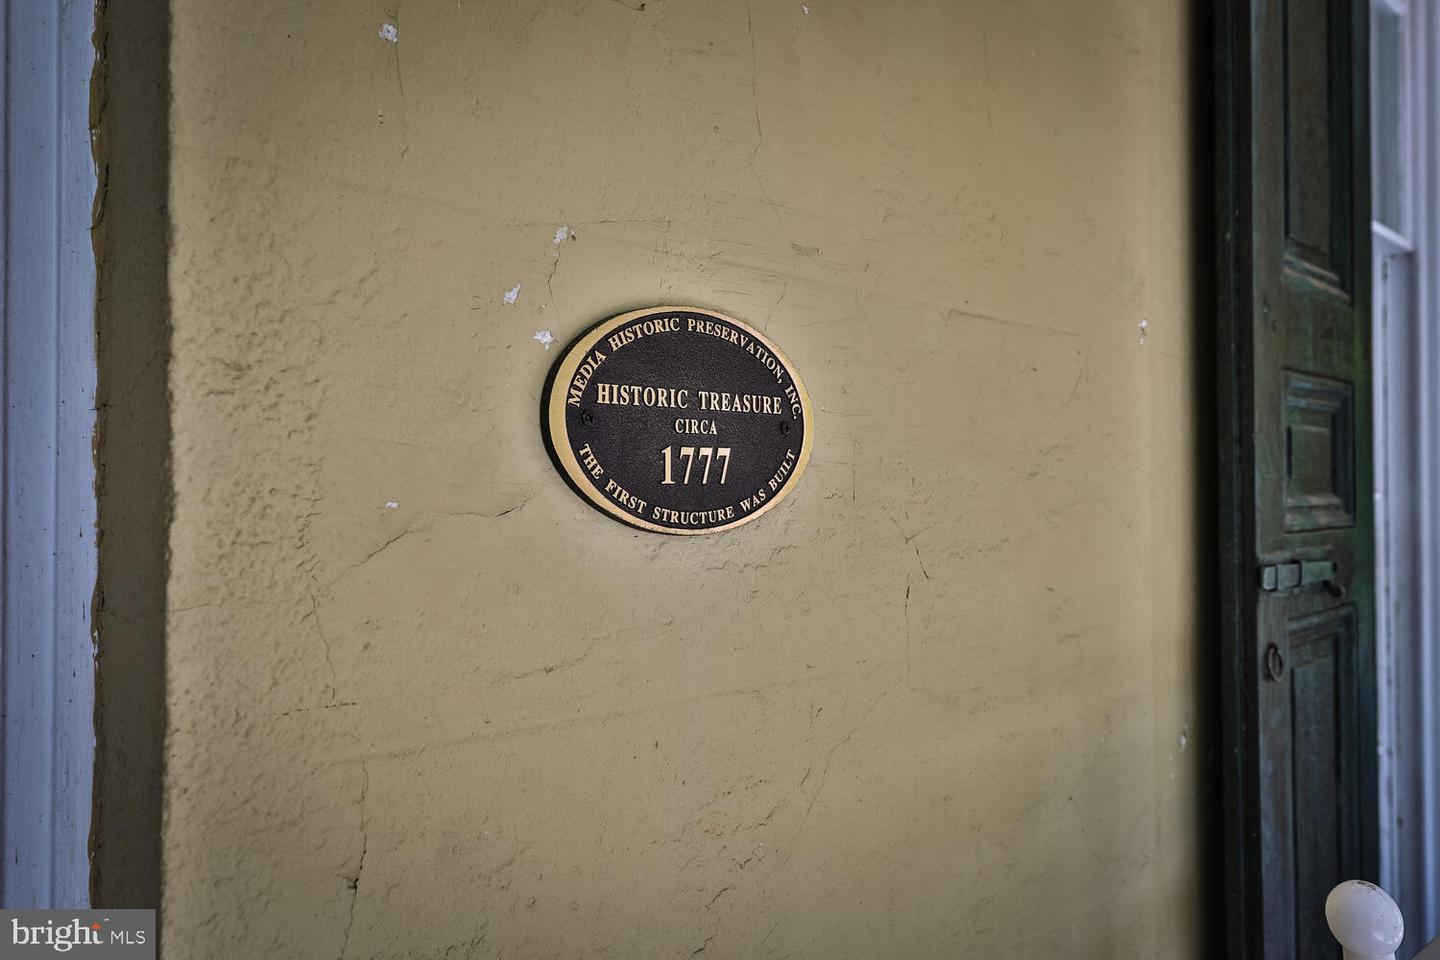 MEDIA HISTORIC PRESERVATION, INC.
HISTORIC TREASURE
CIRCA
1777
THE FIRST STRUCTURE WAS BUILT
bright MLS